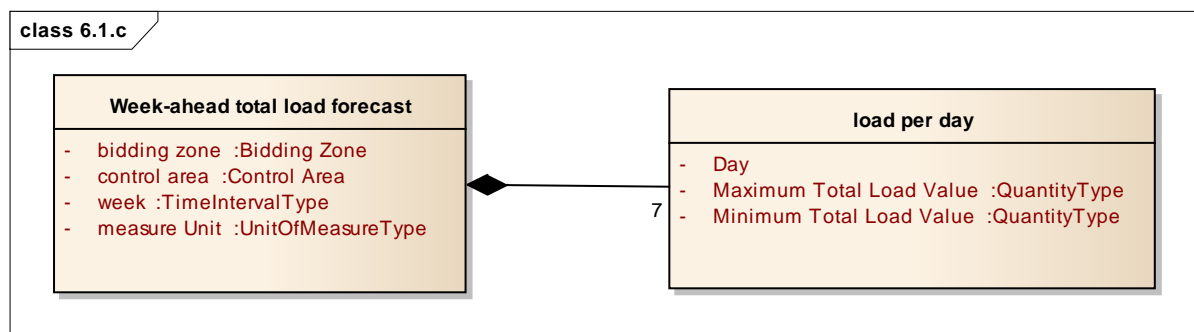 class 6.1.c
Week-ahead total load forecast
- bidding zone :Bidding Zone
- control area :Control Area
- week :TimeIntervalType
- measure Unit :UnitOfMeasureType
load per day
- Day
- Maximum Total Load Value :QuantityType
- Minimum Total Load Value :QuantityType
7